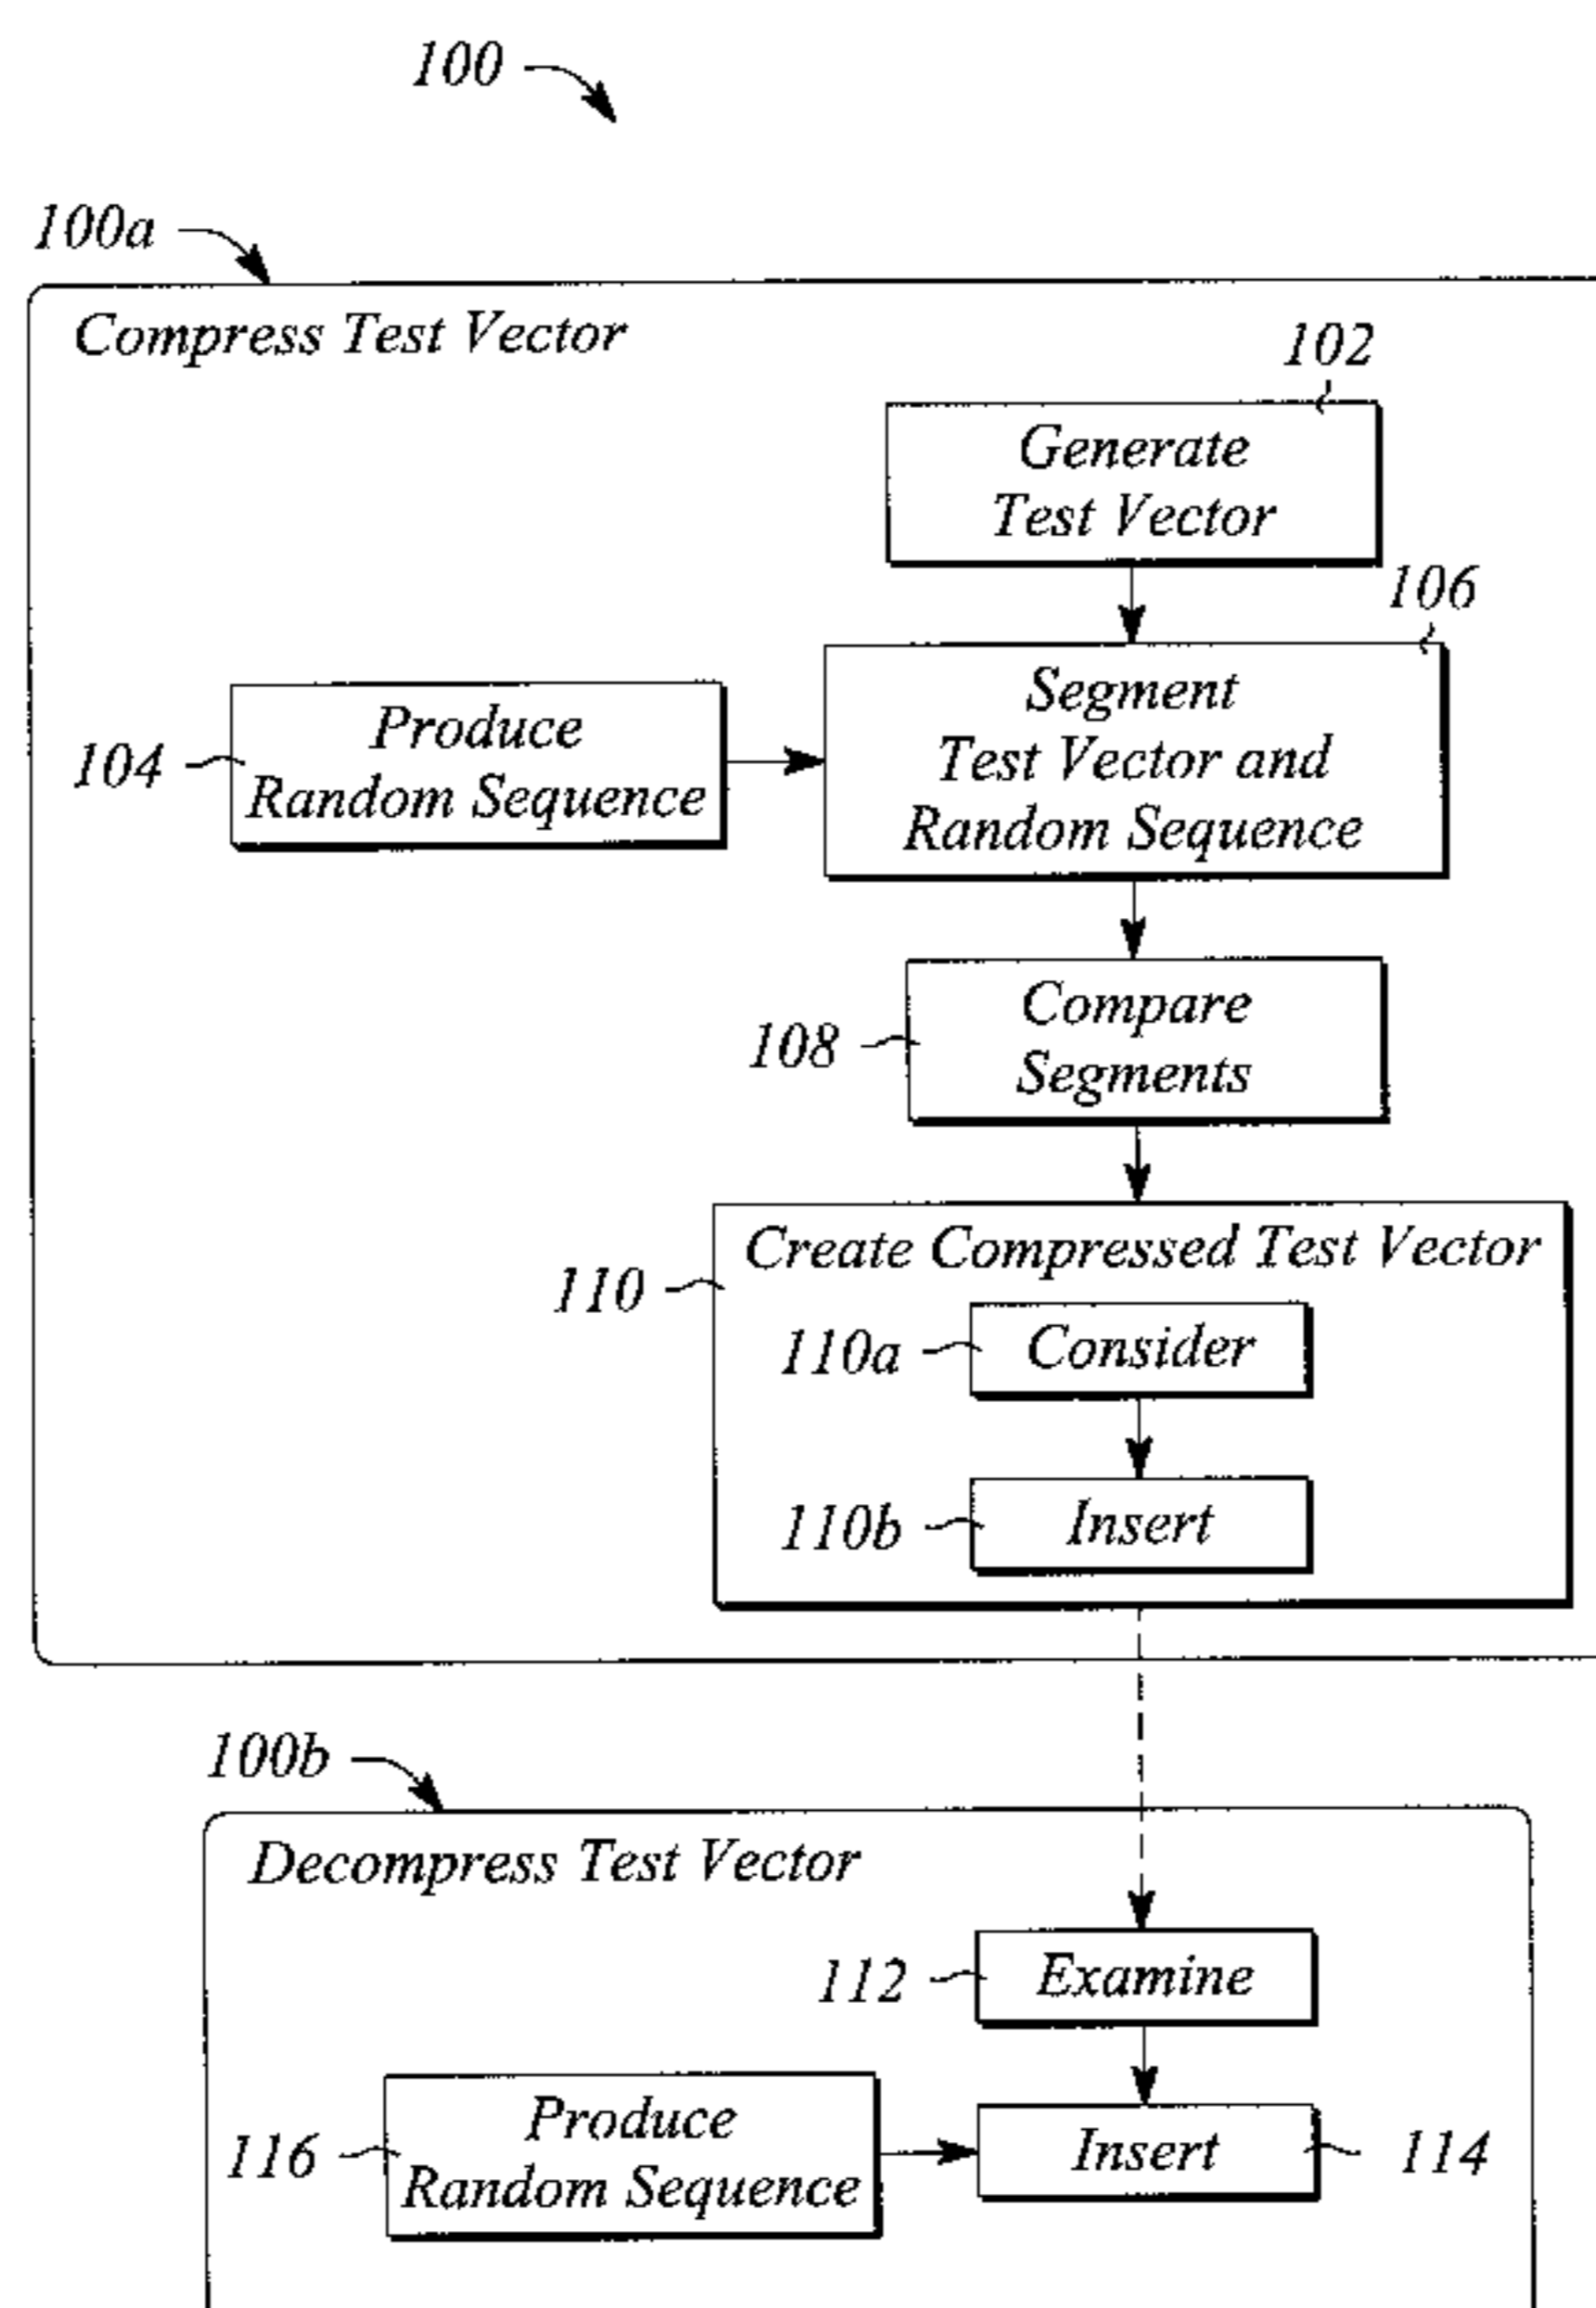 100
100a
Compress Test Vector
102
Generate
Test Vector
106
Segment
Test Vector and
Random Sequence
104
Produce
Random Sequence
108
Compare
Segments
110
Create Compressed Test Vector
110a
Consider
110b
Insert
100b
Decompress Test Vector
112
Examine
116
Produce
Random Sequence
Insert
114